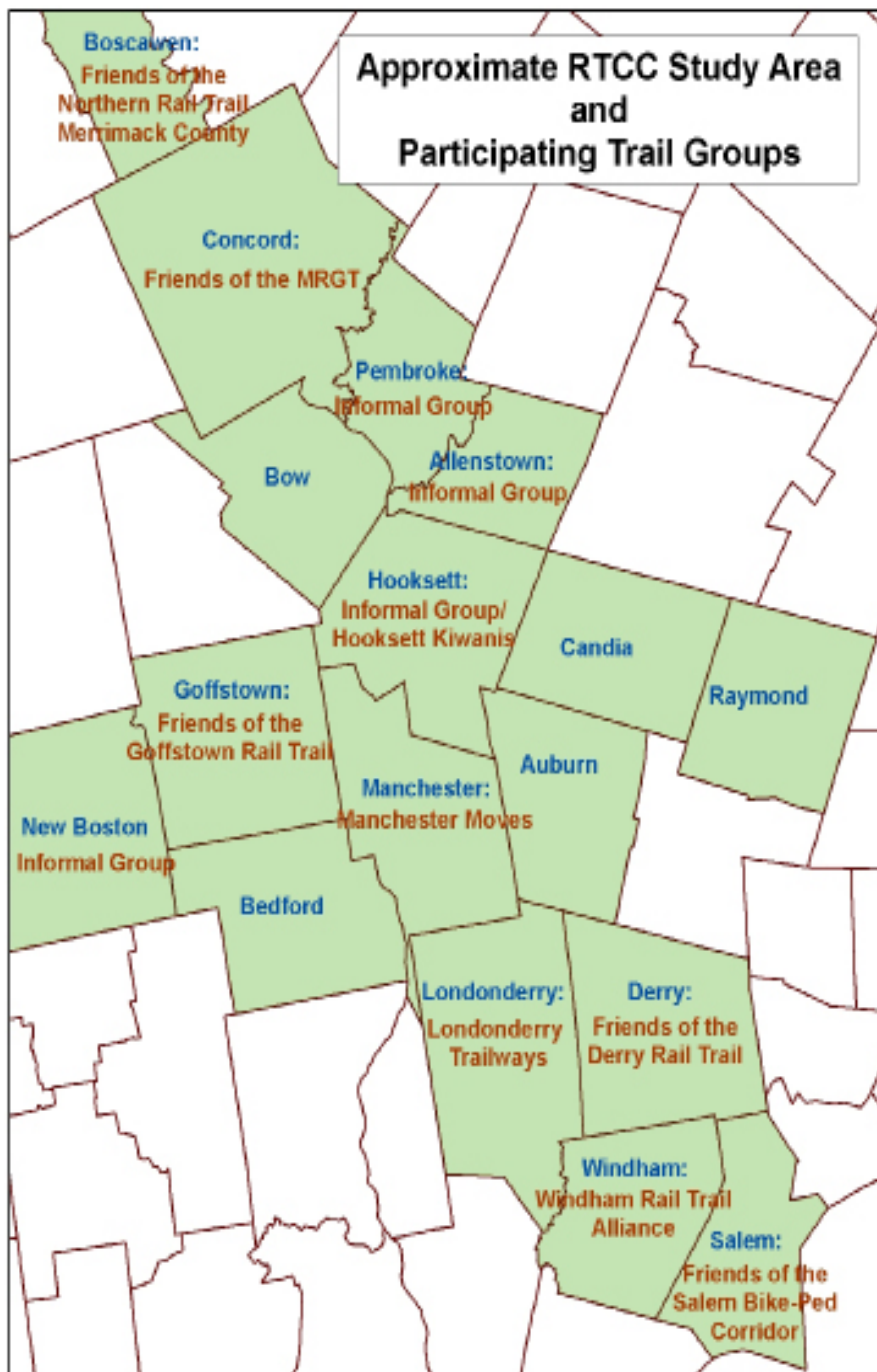 Approximate RTCC Study Area
and
Participating Trail Groups
Boscawen:
Friends of the
Northern Rail Trail
Merrimack County
Concord:
Friends of the MRGT
Pembroke:
Informal Group
Allenstown:
Informal Group
Bow
Hooksett:
Informal Group/
Hooksett Kiwanis
Candia
Raymond
Goffstown:
Friends of the
Goffstown Rail Trail
Auburn
Manchester:
Manchester Moves
New Boston
Informal Group
Bedford
Londonderry:
Londonderry
Trailways
Derry:
Friends of the
Derry Rail Trail
Windham:
Windham Rail Trail
Alliance
Salem:
Friends of the
Salem Bike-Ped
Corridor